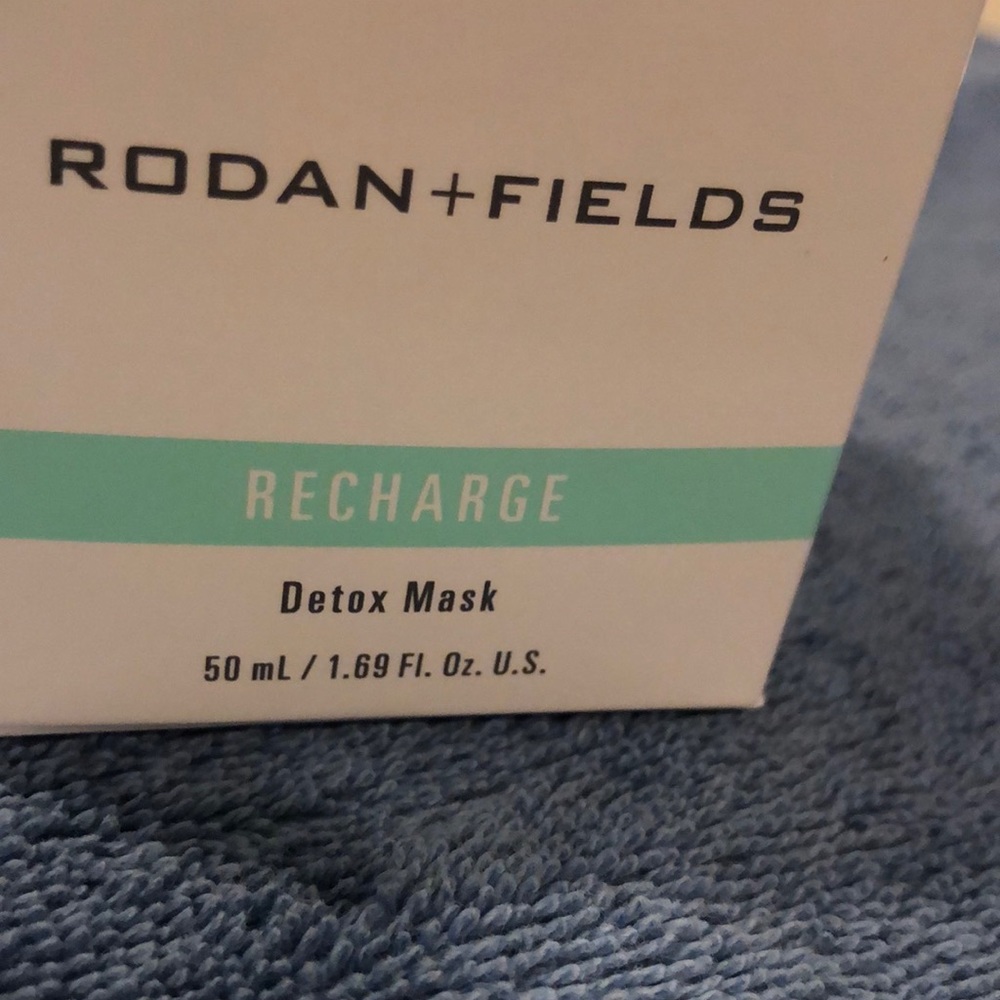 RODAN+FIELDS
RECHARGE
Detox Mask
50 mL / 1.69 Fl. Oz. U.S.